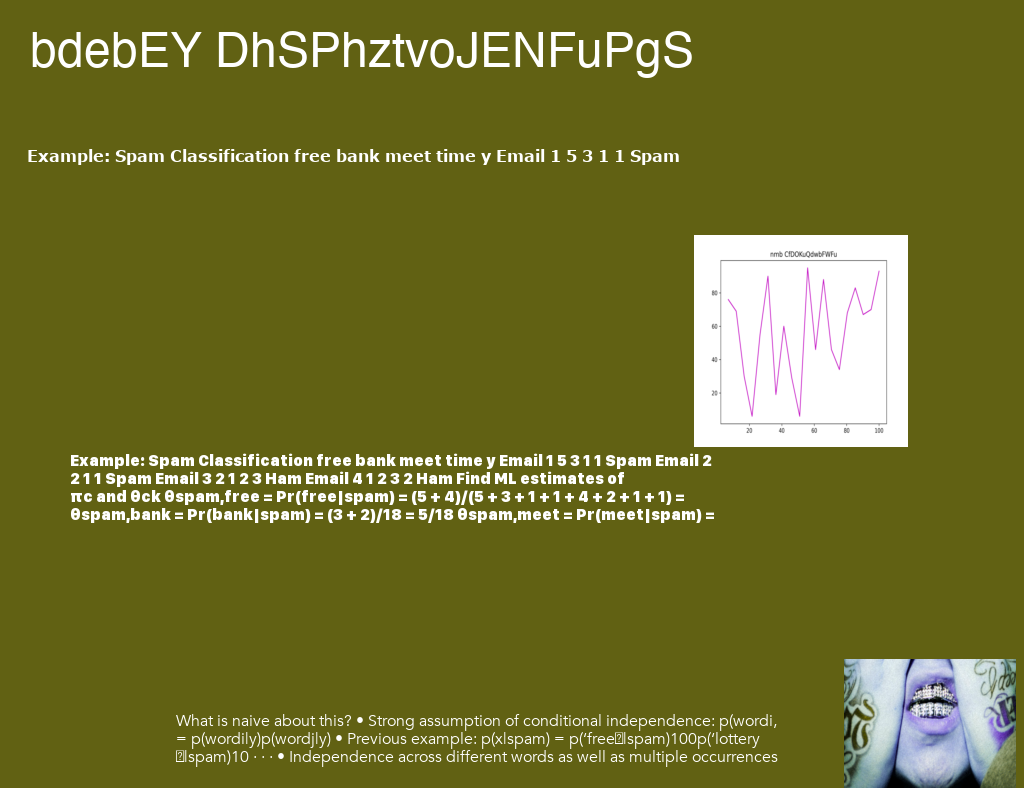 bdebEY DhSPhztvoJENFuPgS
Example: Spam Classification free bank meet time y Email 1 5 3 1 1 Spam
nmb CfDOKuQdwbFWFu
80
60
40
20
20 40 60 80 100
Example: Spam Classification free bank meet time y Email 1 5 3 1 1 Spam Email 2
2 1 1 Spam Email 3 2 1 2 3 Ham Email 4 1 2 3 2 Ham Find ML estimates of
πc and θck θspam,free = Pr(free|spam) = (5 + 4)/(5 + 3 + 1 + 1 + 4 + 2 + 1 + 1) =
θspam,bank = Pr(bank|spam) = (3 + 2)/18 = 5/18 θspam,meet = Pr(meet|spam) =
What is naive about this? • Strong assumption of conditional independence: p(wordi,
= p(wordi|y)p(wordj|y) • Previous example: p(x|spam) = p(’free|spam)100p(’lottery
|spam)10 · · · • Independence across different words as well as multiple occurrences